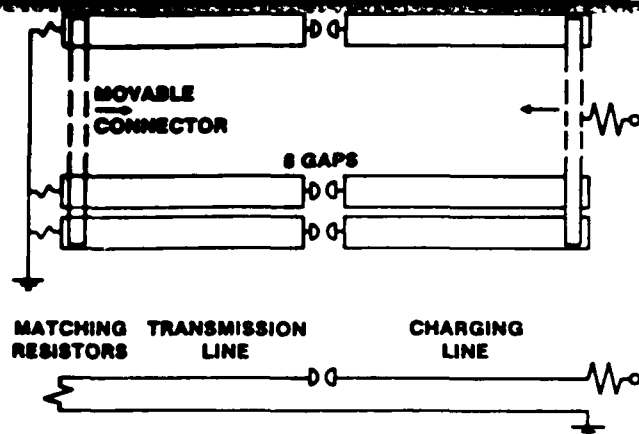 MOVABLE
CONNECTOR
8 GAPS
MATCHING TRANSMISSION CHARGING
RESISTORS LINE LINE